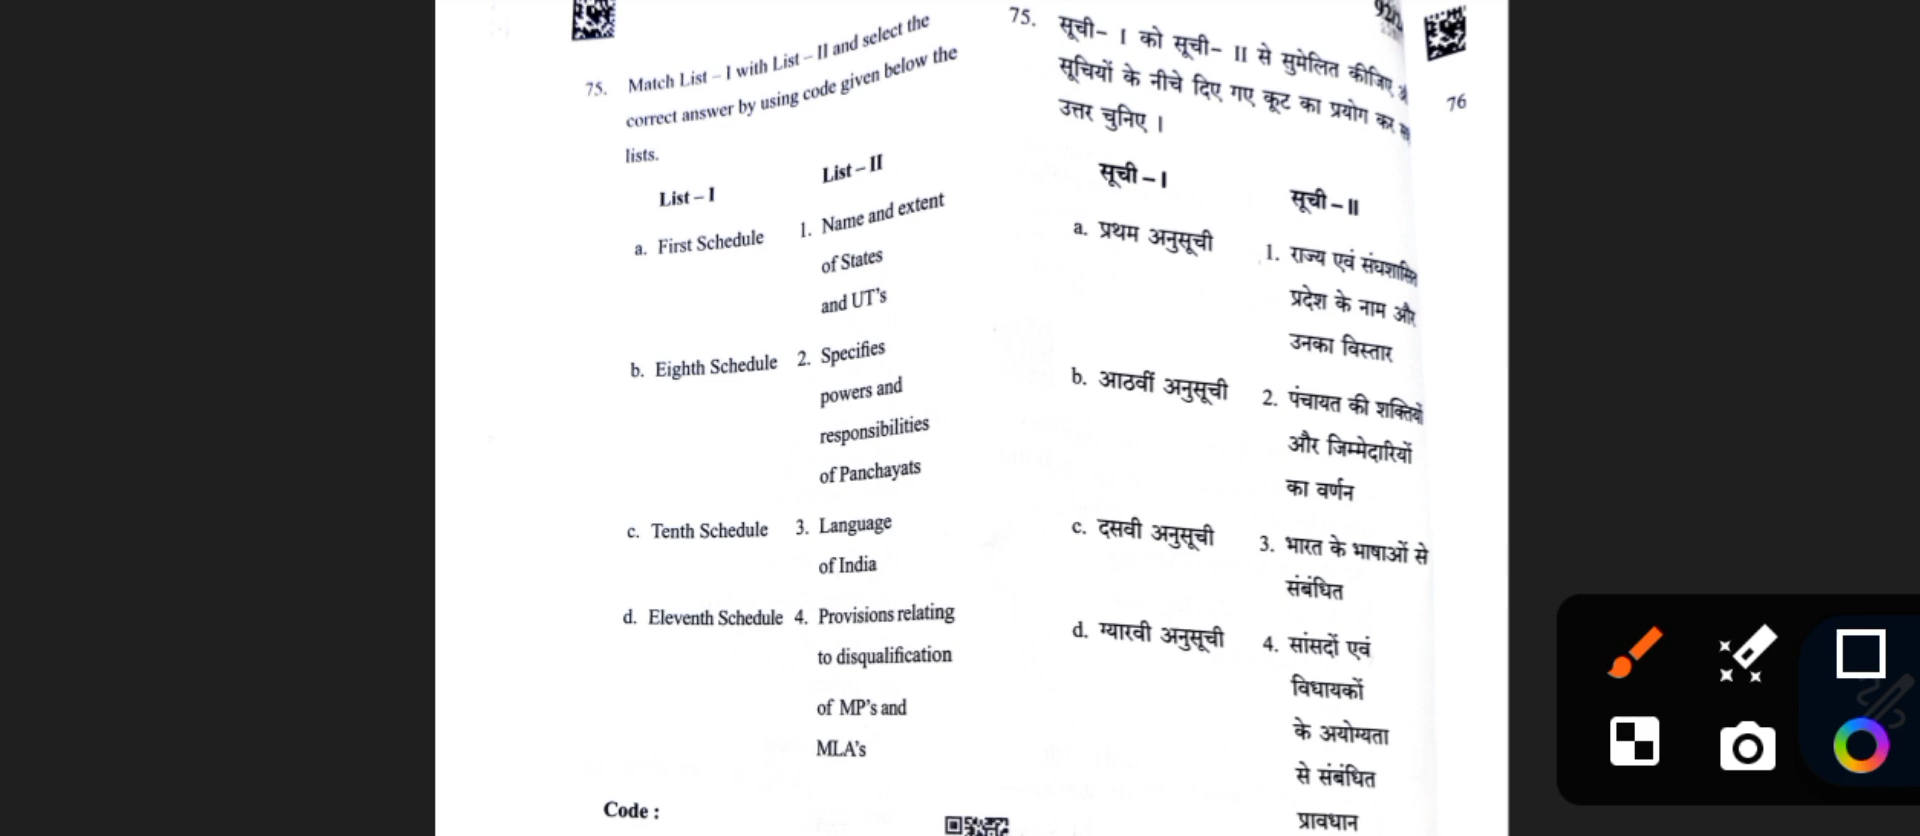 75. Match List – I with List – II and select the
correct answer by using code given below the
lists.
List – I List – II
a. First Schedule 1. Name and extent
of States
and UT's
b. Eighth Schedule 2. Specifies
powers and
responsibilities
of Panchayats
c. Tenth Schedule 3. Language
of India
d. Eleventh Schedule 4. Provisions relating
to disqualification
of MP's and
MLA's
Code :
75. सूची– I को सूची– II से सुमेलित कीजिए
सूचियों के नीचे दिए गए कूट का प्रयोग कर
उत्तर चुनिए ।
सूची – I सूची – II
a. प्रथम अनुसूची 1. राज्य एवं संघशासित
प्रदेश के नाम और
उनका विस्तार
b. आठवीं अनुसूची 2. पंचायत की शक्तियों
और जिम्मेदारियों
का वर्णन
c. दसवी अनुसूची 3. भारत के भाषाओं से
संबंधित
d. ग्यारवी अनुसूची 4. सांसदों एवं
विधायकों
के अयोग्यता
से संबंधित
प्रावधान
76